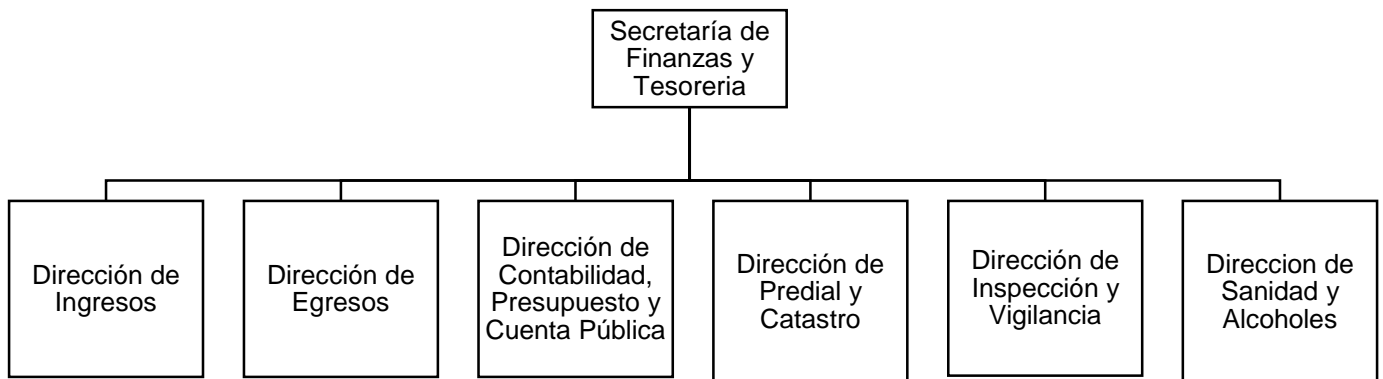 Secretaría de
Finanzas y
Tesoreria
Dirección de
Ingresos
Dirección de
Egresos
Dirección de
Contabilidad,
Presupuesto y
Cuenta Pública
Dirección de
Predial y
Catastro
Dirección de
Inspección y
Vigilancia
Direccion de
Sanidad y
Alcoholes